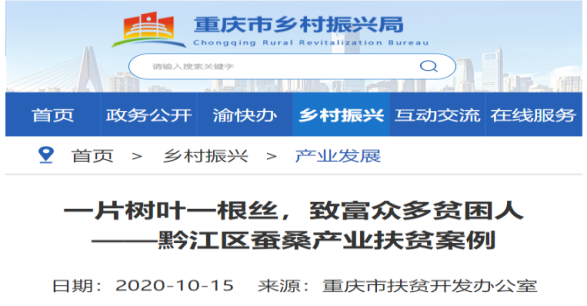 重庆市乡村振兴局
Chongqing Rural Revitalization Bureau
请输入搜索关键字
首页 政务公开 渝快办 乡村振兴 互动交流 在线服务
首页 > 乡村振兴 > 产业发展
一片树叶一根丝，致富众多贫困人
——黔江区蚕桑产业扶贫案例
日期：2020-10-15 来源：重庆市扶贫开发办公室